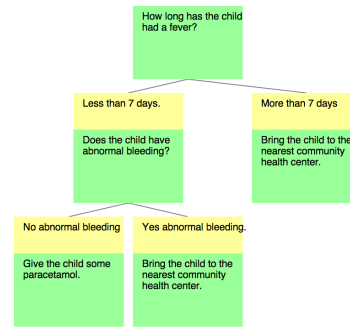 How long has the child
had a fever?
Less than 7 days.
More than 7 days
Does the child have
abnormal bleeding?
Bring the child to the
nearest community
health center.
No abnormal bleeding
Yes abnormal bleeding.
Give the child some
paracetamol.
Bring the child to the
nearest community
health center.